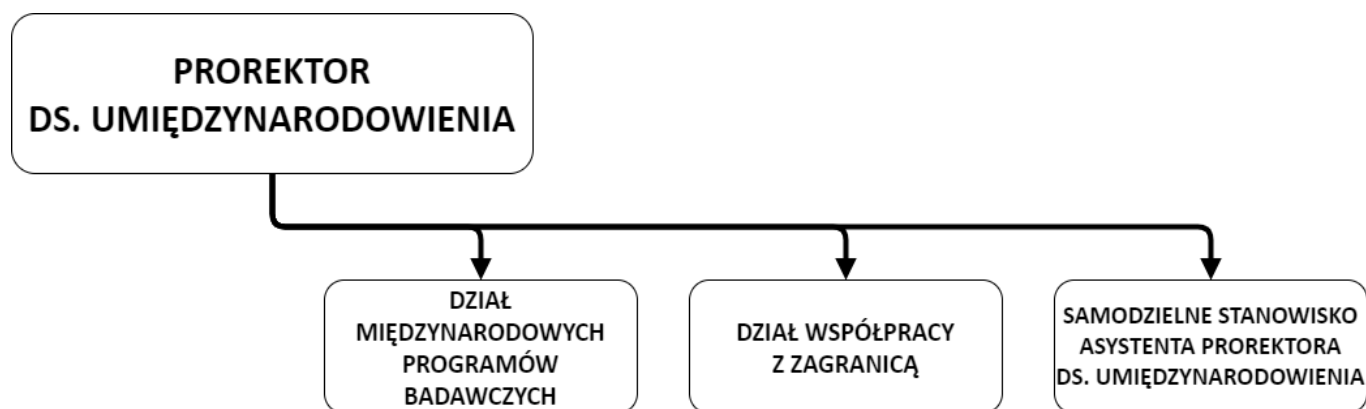 PROREKTOR
DS. UMIĘDZYNARODOWIENIA
DZIAŁ
MIĘDZYNARODOWYCH
PROGRAMÓW
BADAWCZYCH
DZIAŁ WSPÓŁPRACY
Z ZAGRANICĄ
SAMODZIELNE STANOWISKO
ASYSTENTA PROREKTORA
DS. UMIĘDZYNARODOWIENIA